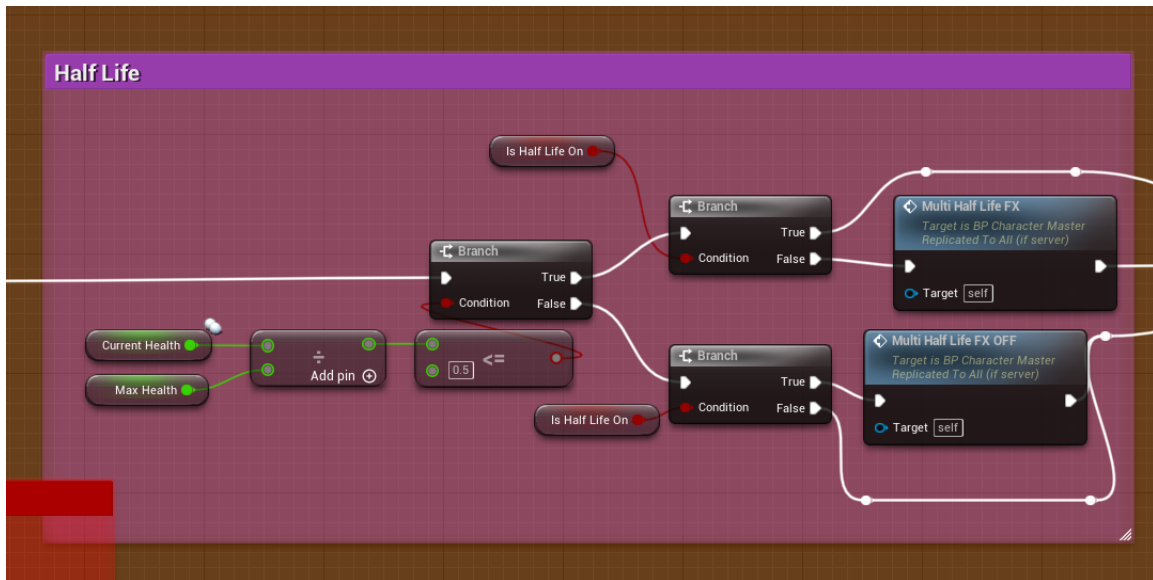 Half Life
Is Half Life On
Branch
True
Condition
False
Multi Half Life FX
Target is BP Character Master
Replicated To All (if server)
Target self
Branch
True
Condition
False
Current Health
Max Health
÷
Add pin
0.5
<=
Branch
True
Condition
False
Is Half Life On
Multi Half Life FX OFF
Target is BP Character Master
Replicated To All (if server)
Target self